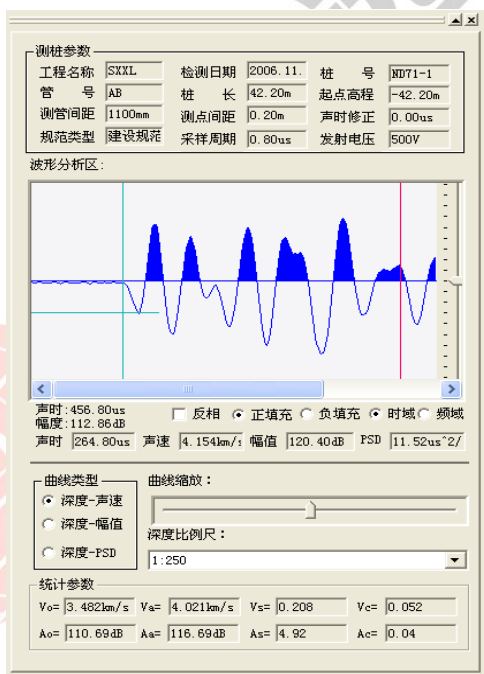 测桩参数
工程名称 SXXL 检测日期 2006.11. 桩 号 ND71-1
管 号 AB 桩 长 42.20m 起点高程 -42.20m
测管间距 1100mm 测点间距 0.20m 声时修正 0.00us
规范类型 建设规范 采样周期 0.80us 发射电压 500V
波形分析区:
声时:456.80us
幅度:112.86dB
反相 正填充 负填充 时域 频域
声时 264.80us 声速 4.154km/s 幅值 120.40dB PSD 11.52us^2/
曲线类型
深度-声速
深度-幅值
深度-PSD
曲线缩放:
深度比例尺:
1:250
统计参数
Vo= 3.482km/s Va= 4.021km/s Vs= 0.208 Vc= 0.052
Ao= 110.69dB Aa= 116.69dB As= 4.92 Ac= 0.04